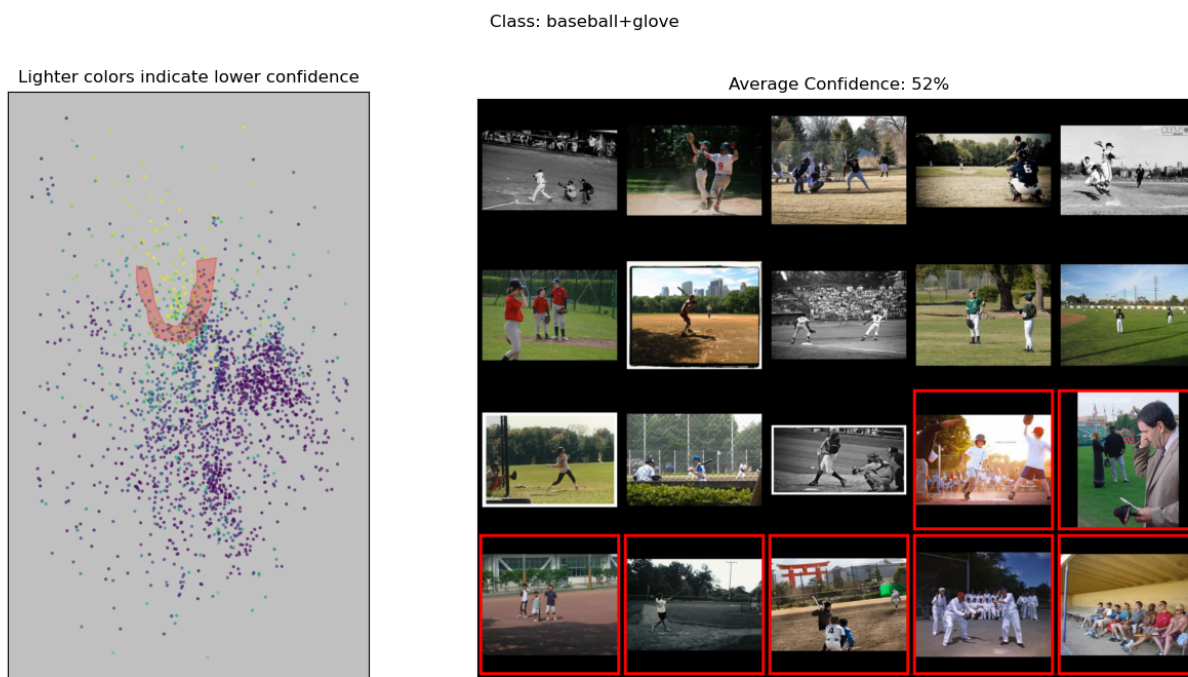 Class: baseball+glove
Lighter colors indicate lower confidence
Average Confidence: 52%